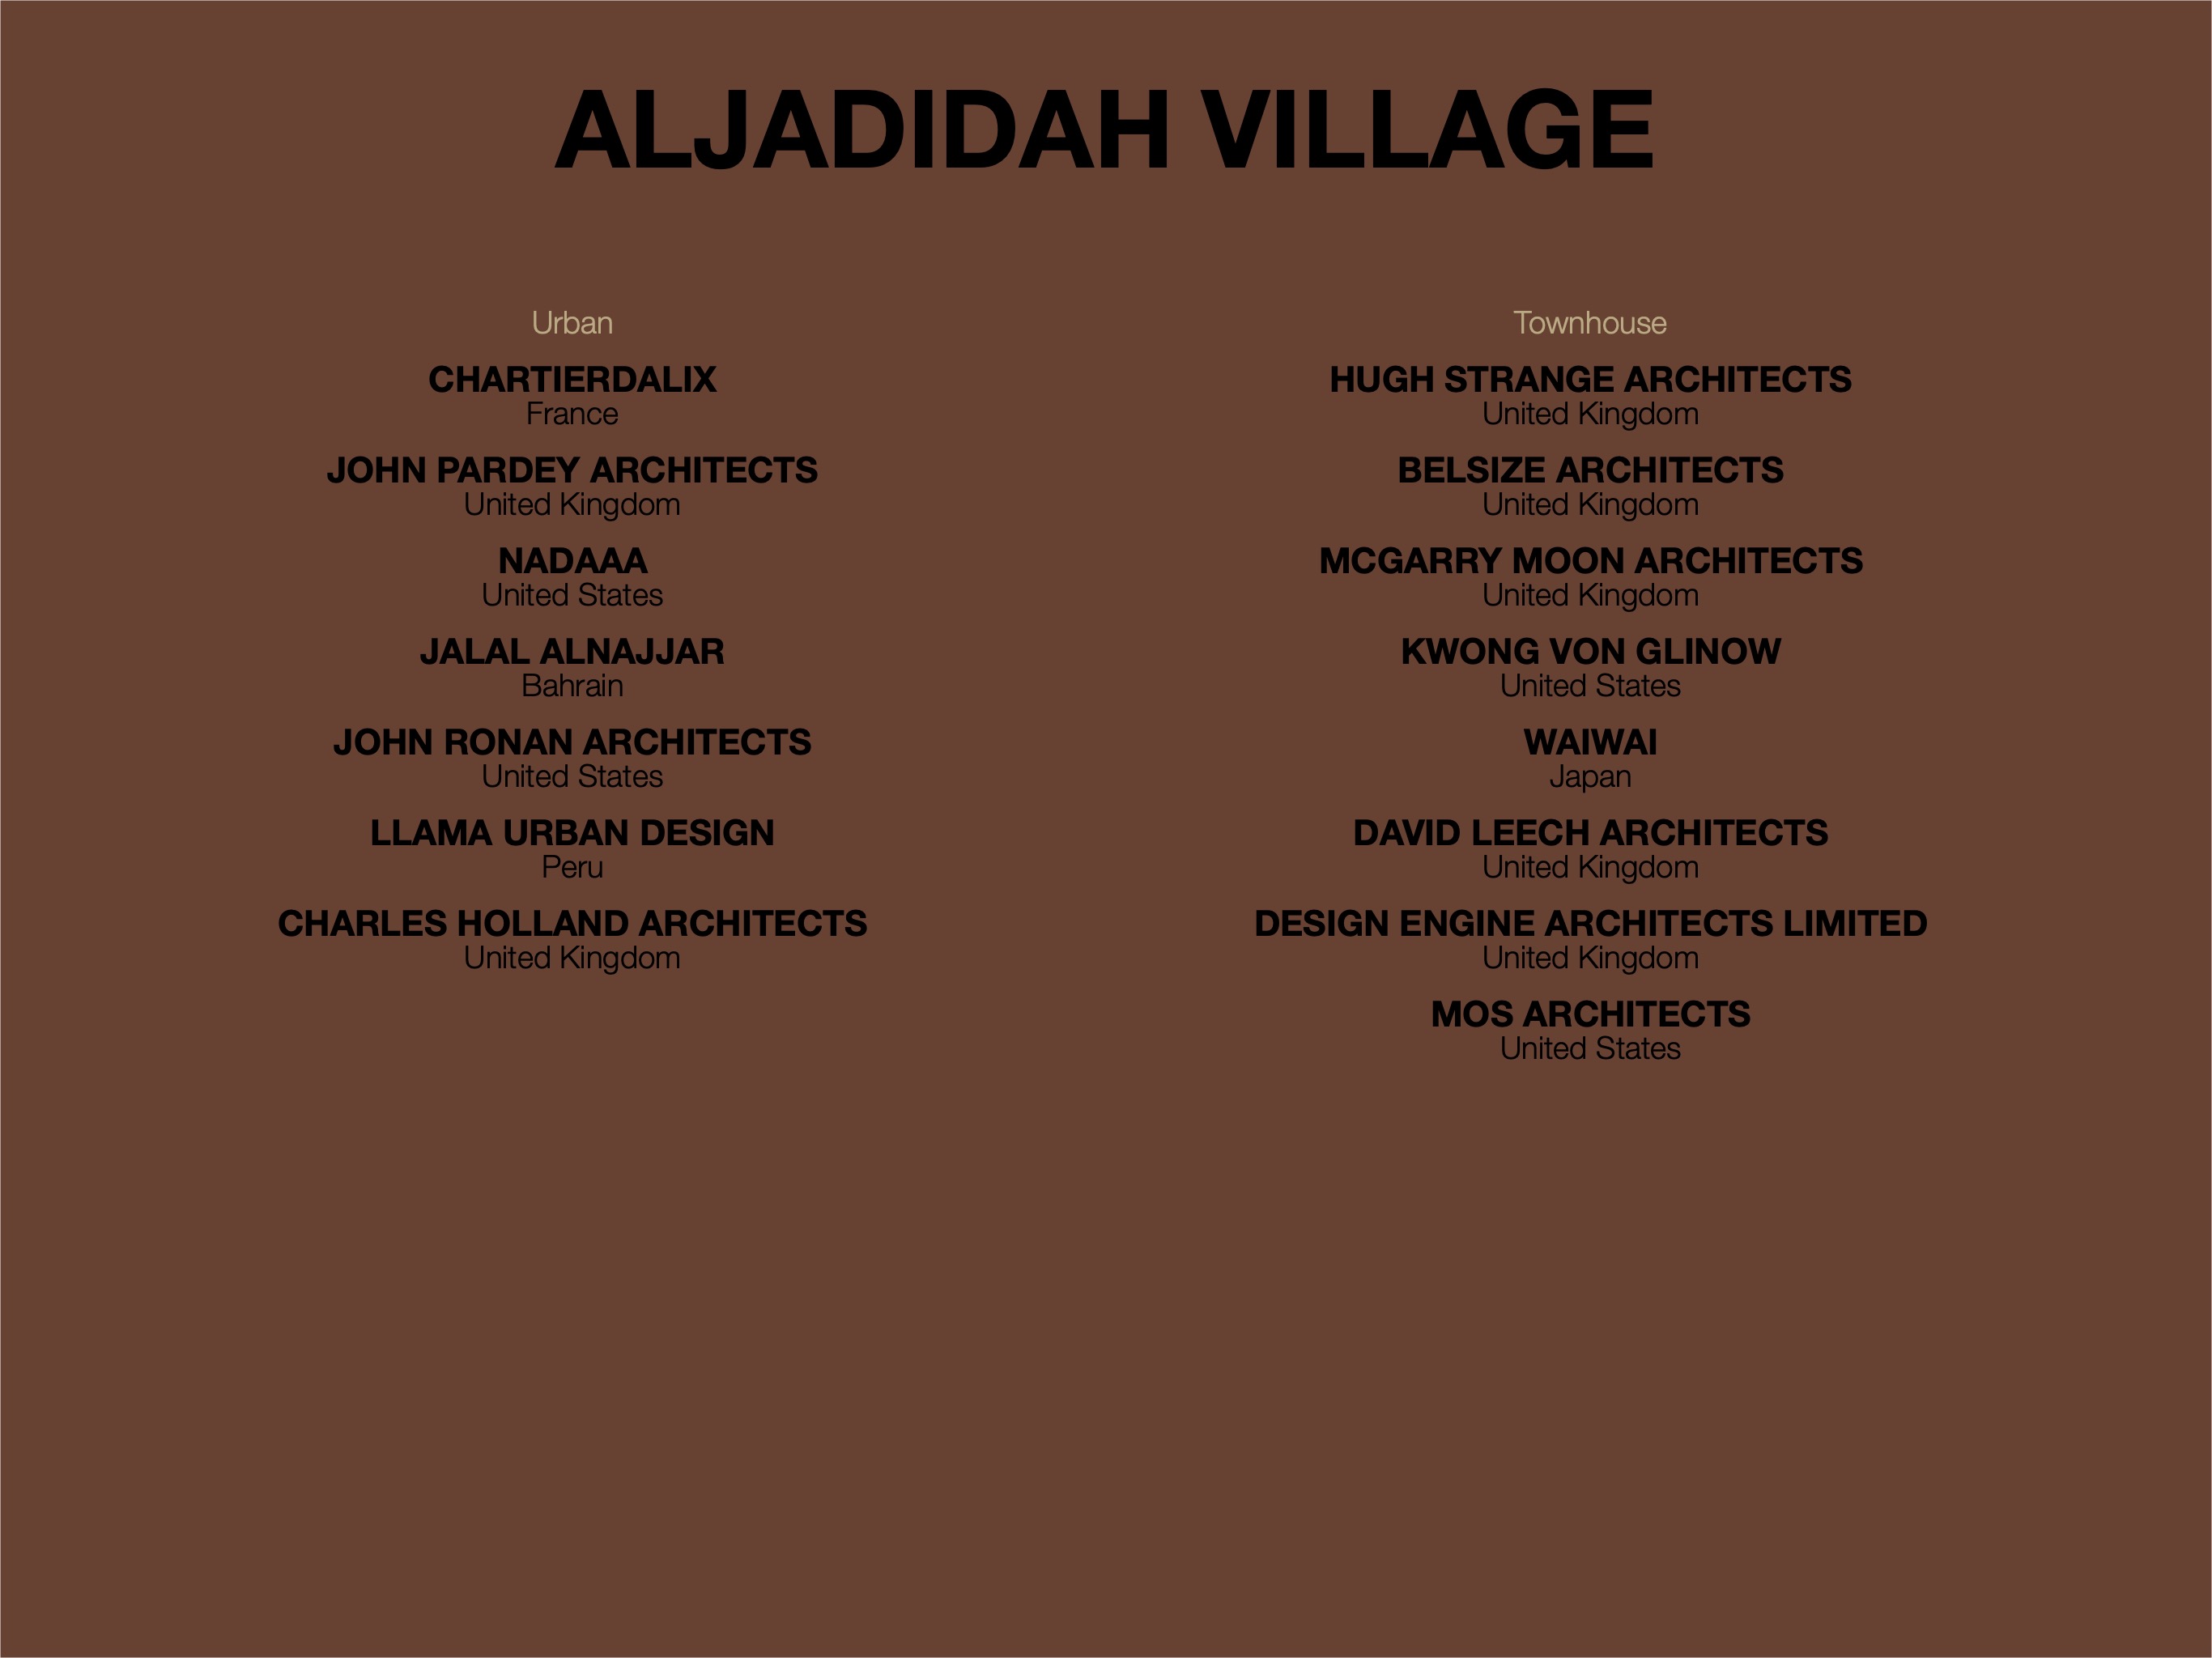 ALJADIDAH VILLAGE
Urban
CHARTIERDALIX
France
JOHN PARDEY ARCHITECTS
United Kingdom
NADAAA
United States
JALAL ALNAJJAR
Bahrain
JOHN RONAN ARCHITECTS
United States
LLAMA URBAN DESIGN
Peru
CHARLES HOLLAND ARCHITECTS
United Kingdom
Townhouse
HUGH STRANGE ARCHITECTS
United Kingdom
BELSIZE ARCHITECTS
United Kingdom
MCGARRY MOON ARCHITECTS
United Kingdom
KWONG VON GLINOW
United States
WAIWAI
Japan
DAVID LEECH ARCHITECTS
United Kingdom
DESIGN ENGINE ARCHITECTS LIMITED
United Kingdom
MOS ARCHITECTS
United States